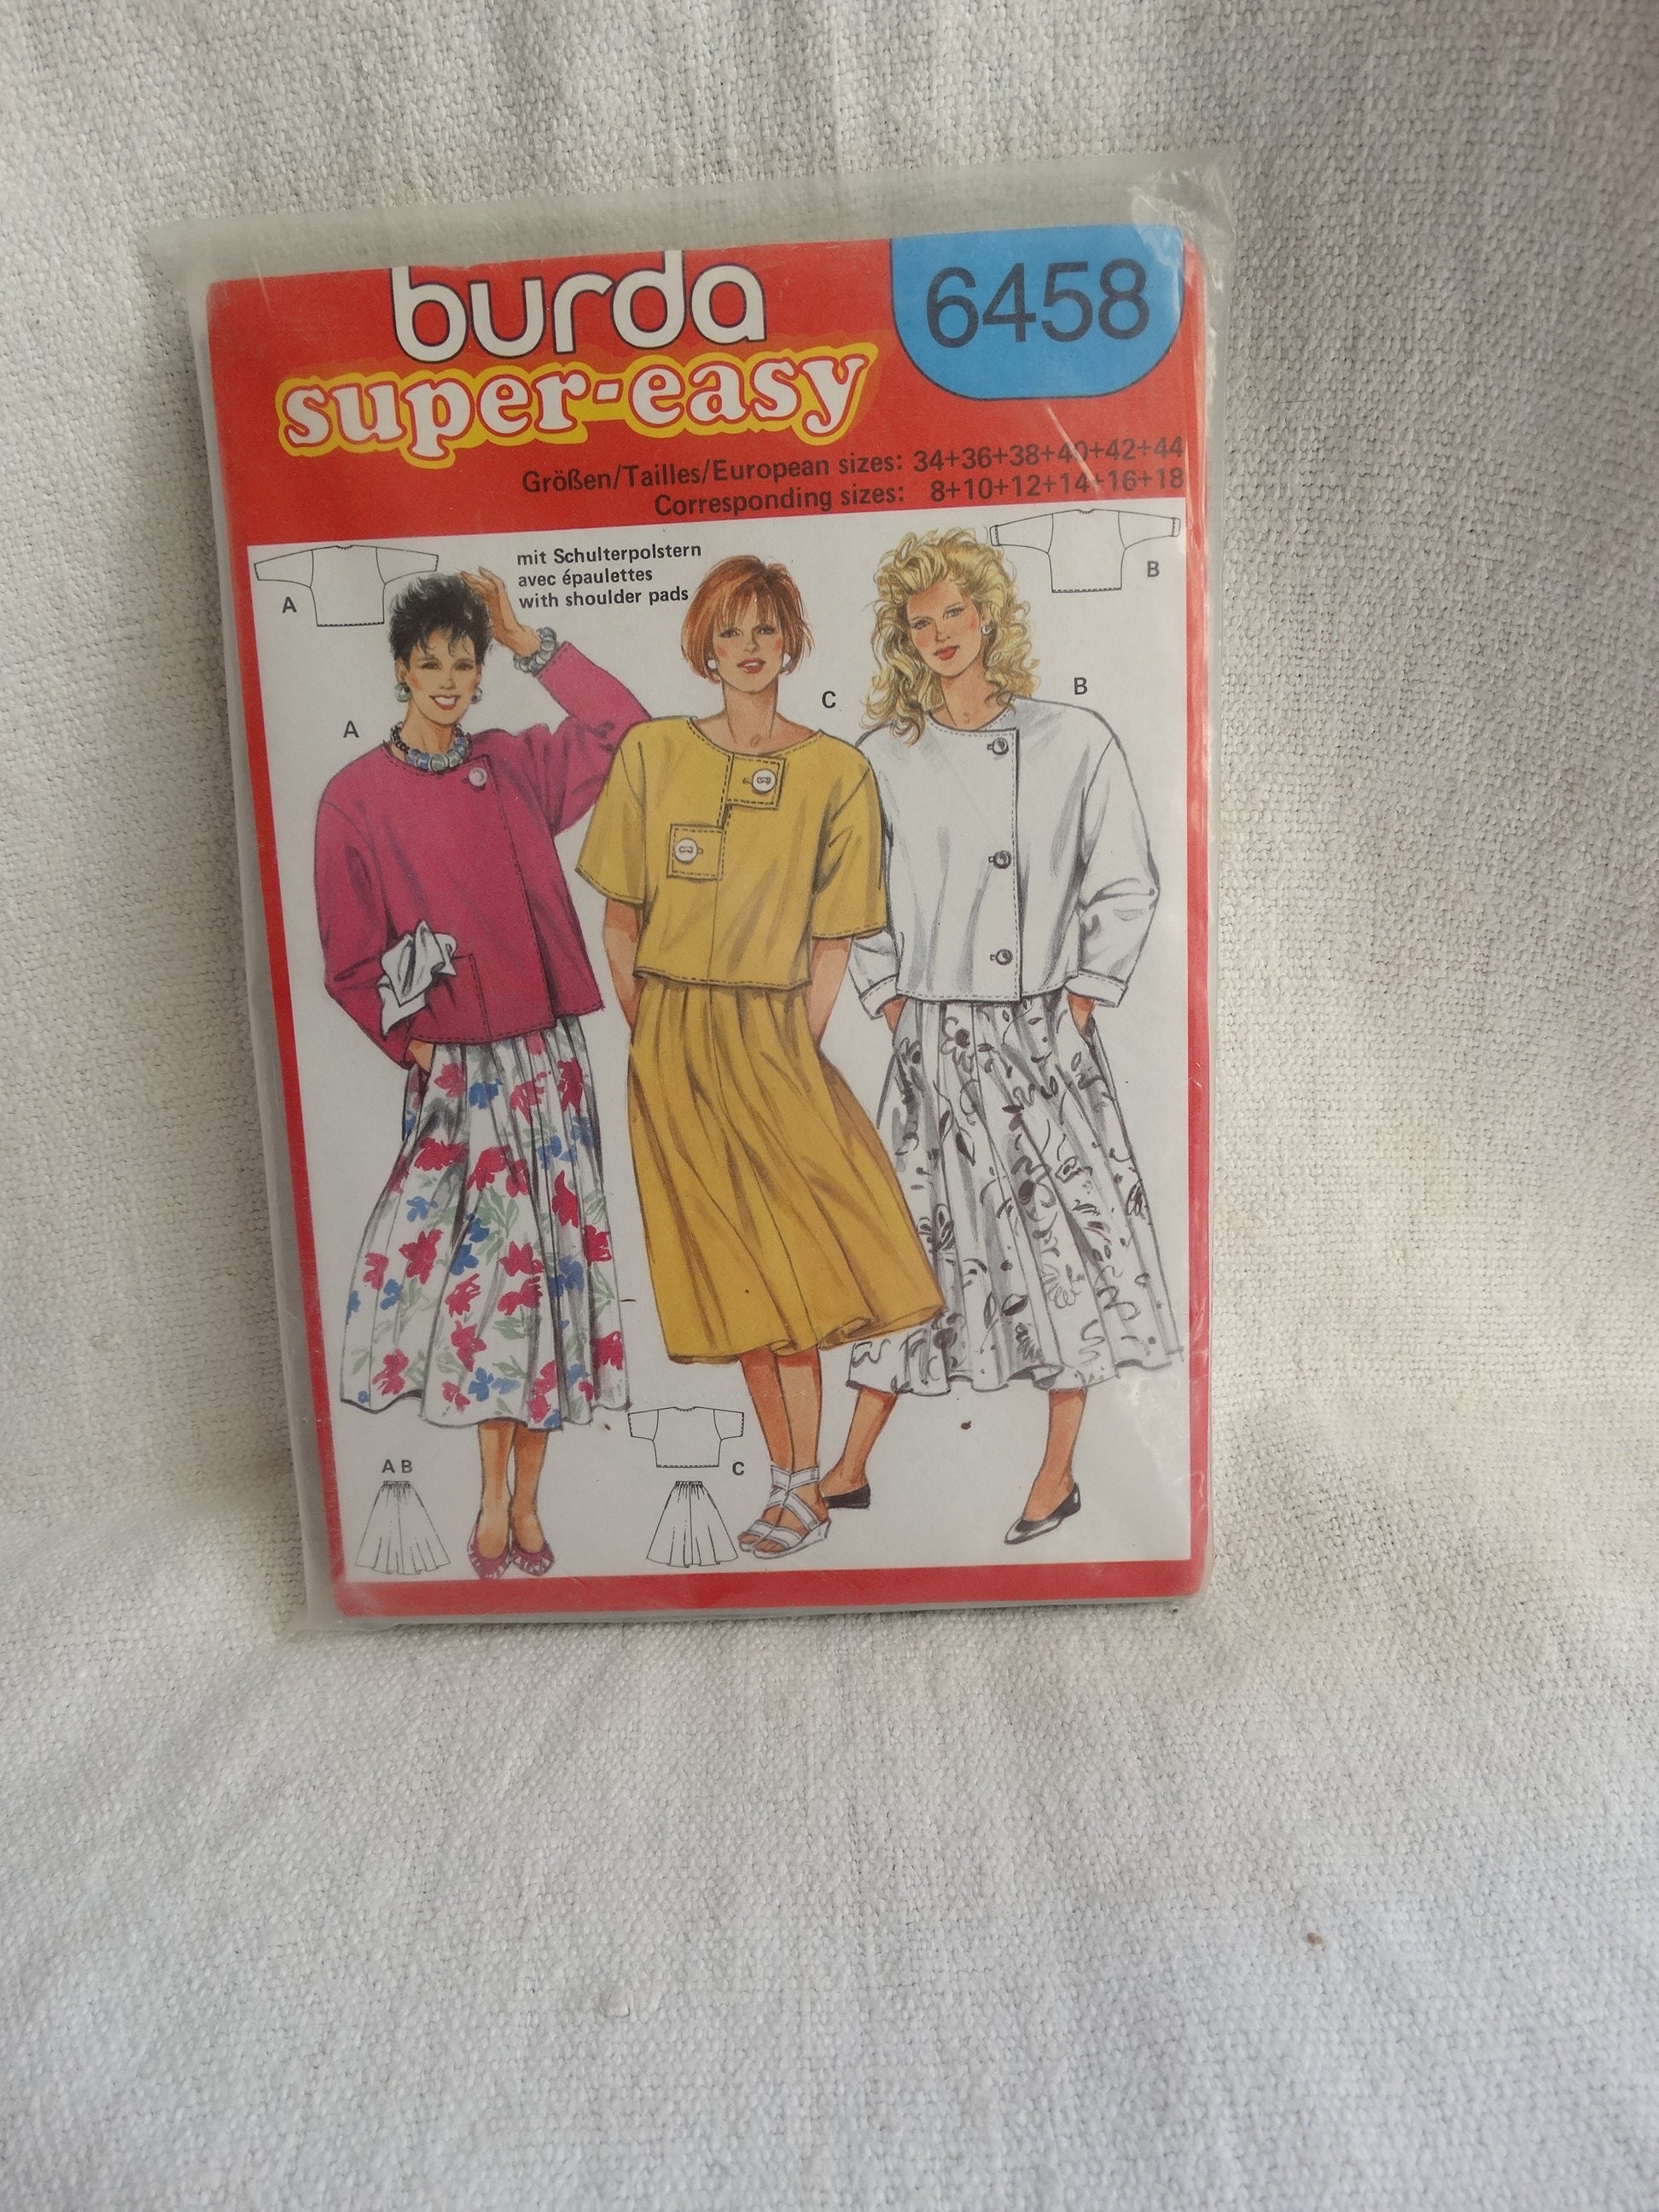 burda
6458
super-easy
Größen/Tailles/European sizes: 34+36+38+40+42+44
Corresponding sizes: 8+10+12+14+16+18
mit Schulterpolstern
avec épaulettes
with shoulder pads
A
B
C
B
A
A B
C